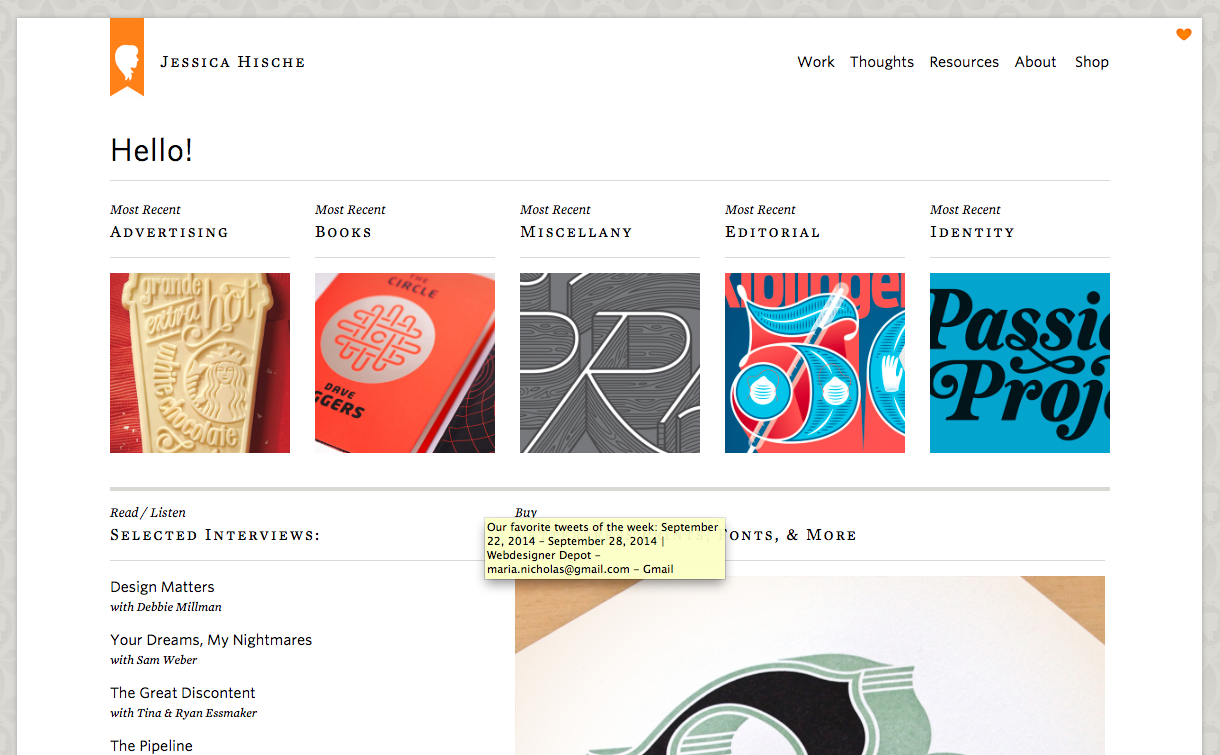 Jessica Hische
Work Thoughts Resources About Shop
Hello!
Most Recent
Advertising
Most Recent
Books
Most Recent
Miscellany
Most Recent
Editorial
Most Recent
Identity
grande
extra hot
white chocolate
THE
CIRCLE
DAVE
GGERS
Kiplinge
Passi
Proj
Read / Listen
Selected Interviews:
Buy
Fonts, & More
Our favorite tweets of the week: September
22, 2014 – September 28, 2014 |
Webdesigner Depot –
maria.nicholas@gmail.com – Gmail
Design Matters
with Debbie Millman
Your Dreams, My Nightmares
with Sam Weber
The Great Discontent
with Tina & Ryan Essmaker
The Pipeline